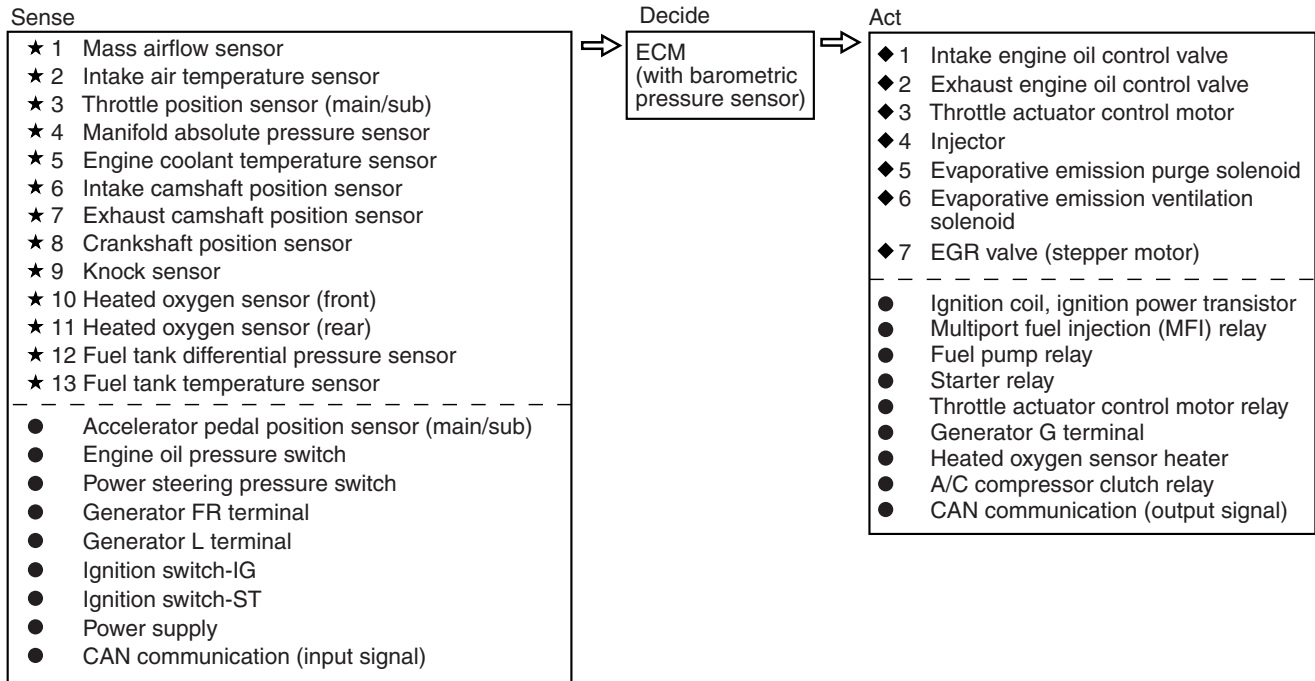 Sense
★ 1 Mass airflow sensor
★ 2 Intake air temperature sensor
★ 3 Throttle position sensor (main/sub)
★ 4 Manifold absolute pressure sensor
★ 5 Engine coolant temperature sensor
★ 6 Intake camshaft position sensor
★ 7 Exhaust camshaft position sensor
★ 8 Crankshaft position sensor
★ 9 Knock sensor
★ 10 Heated oxygen sensor (front)
★ 11 Heated oxygen sensor (rear)
★ 12 Fuel tank differential pressure sensor
★ 13 Fuel tank temperature sensor
● Accelerator pedal position sensor (main/sub)
● Engine oil pressure switch
● Power steering pressure switch
● Generator FR terminal
● Generator L terminal
● Ignition switch-IG
● Ignition switch-ST
● Power supply
● CAN communication (input signal)
Decide
ECM
(with barometric
pressure sensor)
Act
◆ 1 Intake engine oil control valve
◆ 2 Exhaust engine oil control valve
◆ 3 Throttle actuator control motor
◆ 4 Injector
◆ 5 Evaporative emission purge solenoid
◆ 6 Evaporative emission ventilation
solenoid
◆ 7 EGR valve (stepper motor)
● Ignition coil, ignition power transistor
● Multiport fuel injection (MFI) relay
● Fuel pump relay
● Starter relay
● Throttle actuator control motor relay
● Generator G terminal
● Heated oxygen sensor heater
● A/C compressor clutch relay
● CAN communication (output signal)